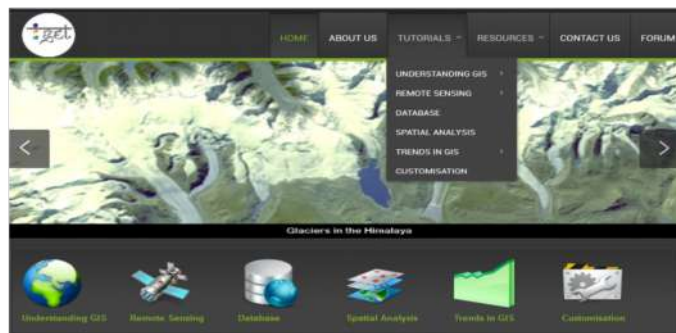 iget
HOME ABOUT US TUTORIALS RESOURCES CONTACT US FORUM
UNDERSTANDING GIS
REMOTE SENSING
DATABASE
SPATIAL ANALYSIS
TRENDS IN GIS
CUSTOMISATION
Glaciers in the Himalaya
Understanding GIS Remote Sensing Database Spatial Analysis Trends in GIS Customisation